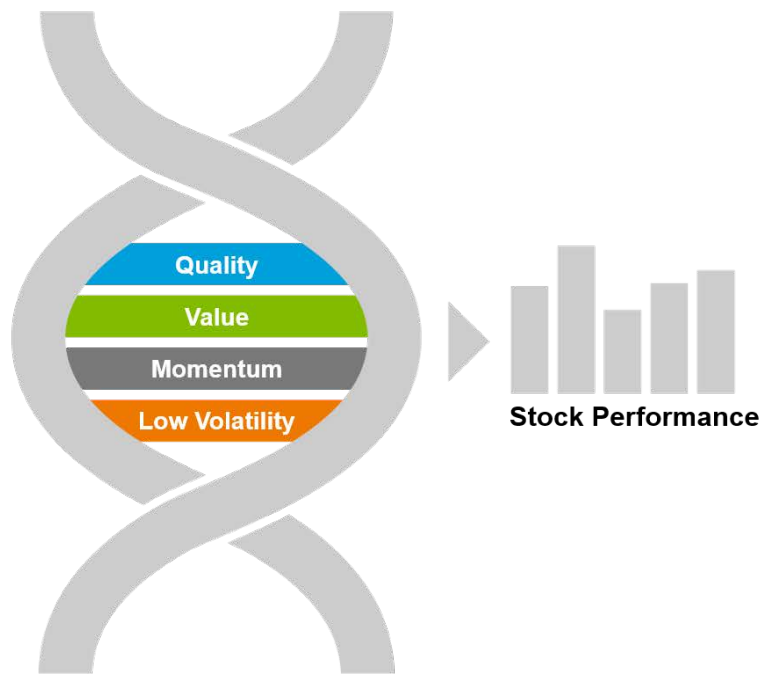 Quality
Value
Momentum
Low Volatility
Stock Performance